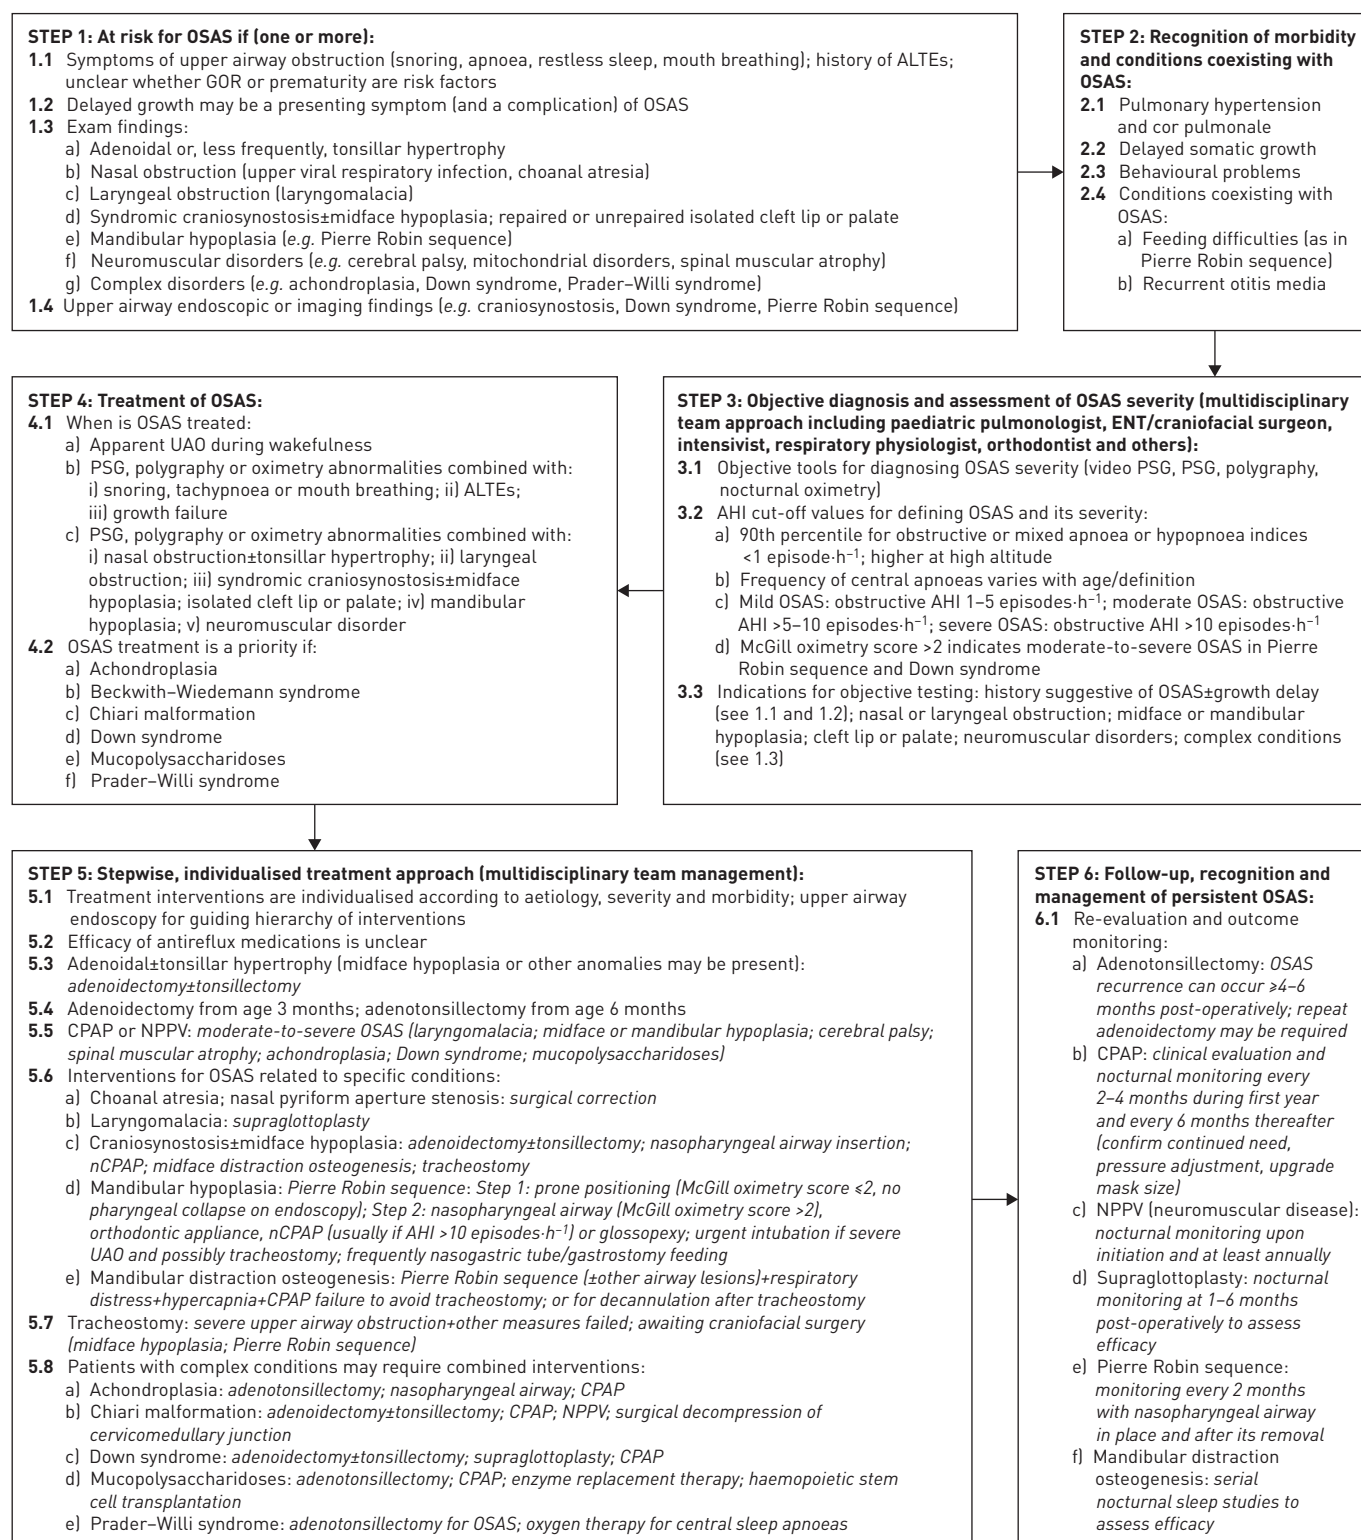 STEP 1: At risk for OSAS if (one or more):
1.1 Symptoms of upper airway obstruction (snoring, apnoea, restless sleep, mouth breathing); history of ALTEs;
unclear whether GOR or prematurity are risk factors
1.2 Delayed growth may be a presenting symptom (and a complication) of OSAS
1.3 Exam findings:
a) Adenoidal or, less frequently, tonsillar hypertrophy
b) Nasal obstruction (upper viral respiratory infection, choanal atresia)
c) Laryngeal obstruction (laryngomalacia)
d) Syndromic craniosynostosis±midface hypoplasia; repaired or unrepaired isolated cleft lip or palate
e) Mandibular hypoplasia (e.g. Pierre Robin sequence)
f) Neuromuscular disorders (e.g. cerebral palsy, mitochondrial disorders, spinal muscular atrophy)
g) Complex disorders (e.g. achondroplasia, Down syndrome, Prader–Willi syndrome)
1.4 Upper airway endoscopic or imaging findings (e.g. craniosynostosis, Down syndrome, Pierre Robin sequence)
STEP 2: Recognition of morbidity
and conditions coexisting with
OSAS:
2.1 Pulmonary hypertension
and cor pulmonale
2.2 Delayed somatic growth
2.3 Behavioural problems
2.4 Conditions coexisting with
OSAS:
a) Feeding difficulties (as in
Pierre Robin sequence)
b) Recurrent otitis media
STEP 3: Objective diagnosis and assessment of OSAS severity (multidisciplinary
team approach including paediatric pulmonologist, ENT/craniofacial surgeon,
intensivist, respiratory physiologist, orthodontist and others):
3.1 Objective tools for diagnosing OSAS severity (video PSG, PSG, polygraphy,
nocturnal oximetry)
3.2 AHI cut-off values for defining OSAS and its severity:
a) 90th percentile for obstructive or mixed apnoea or hypopnoea indices
<1 episode·h⁻¹; higher at high altitude
b) Frequency of central apnoeas varies with age/definition
c) Mild OSAS: obstructive AHI 1–5 episodes·h⁻¹; moderate OSAS: obstructive
AHI >5–10 episodes·h⁻¹; severe OSAS: obstructive AHI >10 episodes·h⁻¹
d) McGill oximetry score >2 indicates moderate-to-severe OSAS in Pierre
Robin sequence and Down syndrome
3.3 Indications for objective testing: history suggestive of OSAS±growth delay
(see 1.1 and 1.2); nasal or laryngeal obstruction; midface or mandibular
hypoplasia; cleft lip or palate; neuromuscular disorders; complex conditions
(see 1.3)
STEP 4: Treatment of OSAS:
4.1 When is OSAS treated:
a) Apparent UAO during wakefulness
b) PSG, polygraphy or oximetry abnormalities combined with:
i) snoring, tachypnoea or mouth breathing; ii) ALTEs;
iii) growth failure
c) PSG, polygraphy or oximetry abnormalities combined with:
i) nasal obstruction±tonsillar hypertrophy; ii) laryngeal
obstruction; iii) syndromic craniosynostosis±midface
hypoplasia; isolated cleft lip or palate; iv) mandibular
hypoplasia; v) neuromuscular disorder
4.2 OSAS treatment is a priority if:
a) Achondroplasia
b) Beckwith–Wiedemann syndrome
c) Chiari malformation
d) Down syndrome
e) Mucopolysaccharidoses
f) Prader–Willi syndrome
STEP 5: Stepwise, individualised treatment approach (multidisciplinary team management):
5.1 Treatment interventions are individualised according to aetiology, severity and morbidity; upper airway
endoscopy for guiding hierarchy of interventions
5.2 Efficacy of antireflux medications is unclear
5.3 Adenoidal±tonsillar hypertrophy (midface hypoplasia or other anomalies may be present):
adenoidectomy±tonsillectomy
5.4 Adenoidectomy from age 3 months; adenotonsillectomy from age 6 months
5.5 CPAP or NPPV: moderate-to-severe OSAS (laryngomalacia; midface or mandibular hypoplasia; cerebral palsy;
spinal muscular atrophy; achondroplasia; Down syndrome; mucopolysaccharidoses)
5.6 Interventions for OSAS related to specific conditions:
a) Choanal atresia; nasal pyriform aperture stenosis: surgical correction
b) Laryngomalacia: supraglottoplasty
c) Craniosynostosis±midface hypoplasia: adenoidectomy±tonsillectomy; nasopharyngeal airway insertion;
nCPAP; midface distraction osteogenesis; tracheostomy
d) Mandibular hypoplasia: Pierre Robin sequence: Step 1: prone positioning (McGill oximetry score ≤2, no
pharyngeal collapse on endoscopy); Step 2: nasopharyngeal airway (McGill oximetry score >2),
orthodontic appliance, nCPAP (usually if AHI >10 episodes·h⁻¹) or glossopexy; urgent intubation if severe
UAO and possibly tracheostomy; frequently nasogastric tube/gastrostomy feeding
e) Mandibular distraction osteogenesis: Pierre Robin sequence (±other airway lesions)+respiratory
distress+hypercapnia+CPAP failure to avoid tracheostomy; or for decannulation after tracheostomy
5.7 Tracheostomy: severe upper airway obstruction+other measures failed; awaiting craniofacial surgery
(midface hypoplasia; Pierre Robin sequence)
5.8 Patients with complex conditions may require combined interventions:
a) Achondroplasia: adenotonsillectomy; nasopharyngeal airway; CPAP
b) Chiari malformation: adenoidectomy±tonsillectomy; CPAP; NPPV; surgical decompression of
cervicomedullary junction
c) Down syndrome: adenoidectomy±tonsillectomy; supraglottoplasty; CPAP
d) Mucopolysaccharidoses: adenotonsillectomy; CPAP; enzyme replacement therapy; haemopoietic stem
cell transplantation
e) Prader–Willi syndrome: adenotonsillectomy for OSAS; oxygen therapy for central sleep apnoeas
STEP 6: Follow-up, recognition and
management of persistent OSAS:
6.1 Re-evaluation and outcome
monitoring:
a) Adenotonsillectomy: OSAS
recurrence can occur ≥4–6
months post-operatively; repeat
adenoidectomy may be required
b) CPAP: clinical evaluation and
nocturnal monitoring every
2–4 months during first year
and every 6 months thereafter
(confirm continued need,
pressure adjustment, upgrade
mask size)
c) NPPV (neuromuscular disease):
nocturnal monitoring upon
initiation and at least annually
d) Supraglottoplasty: nocturnal
monitoring at 1–6 months
post-operatively to assess
efficacy
e) Pierre Robin sequence:
monitoring every 2 months
with nasopharyngeal airway
in place and after its removal
f) Mandibular distraction
osteogenesis: serial
nocturnal sleep studies to
assess efficacy